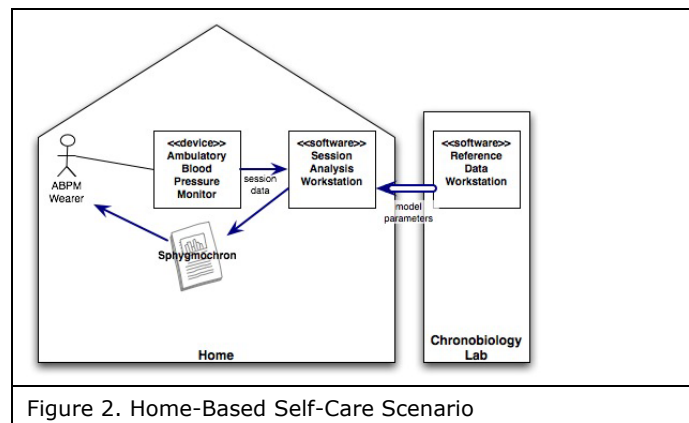 <<device>>
Ambulatory
Blood
Pressure
Monitor
session
data
<<software>>
Session
Analysis
Workstation
<<software>>
Reference
Data
Workstation
model
parameters
ABPM
Wearer
Sphygmochron
Home
Chronobiology
Lab
Figure 2. Home-Based Self-Care Scenario